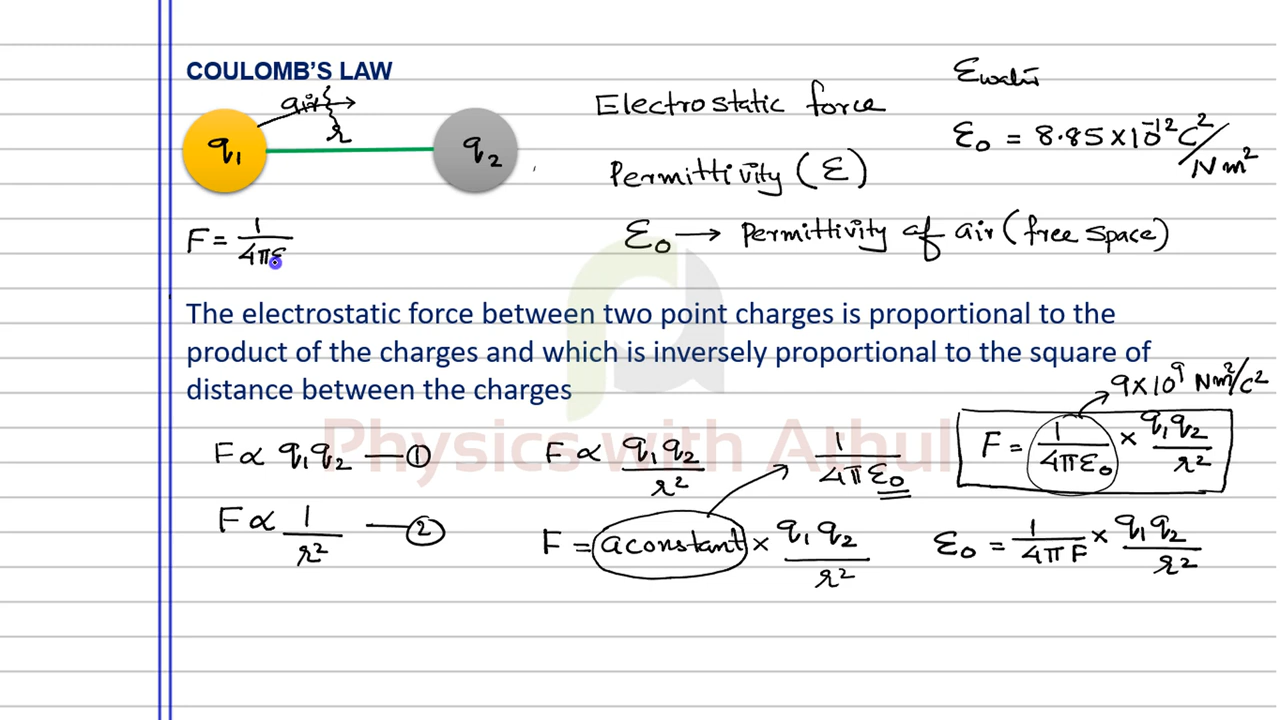 COULOMB'S LAW
air
r
q₁
q₂
F = 1/4πε
Electrostatic force
Permittivity (ε)
ε₀ → Permittivity of air (free space)
ε water
ε₀ = 8.85×10⁻¹² C²/Nm²
The electrostatic force between two point charges is proportional to the
product of the charges and which is inversely proportional to the square of
distance between the charges
Physics with Athul
F ∝ q₁q₂ — ①
F ∝ 1/r² — ②
F ∝ q₁q₂/r²
1/4πε₀
F = a constant × q₁q₂/r²
9×10⁹ Nm²/C²
F = 1/4πε₀ × q₁q₂/r²
ε₀ = 1/4πF × q₁q₂/r²